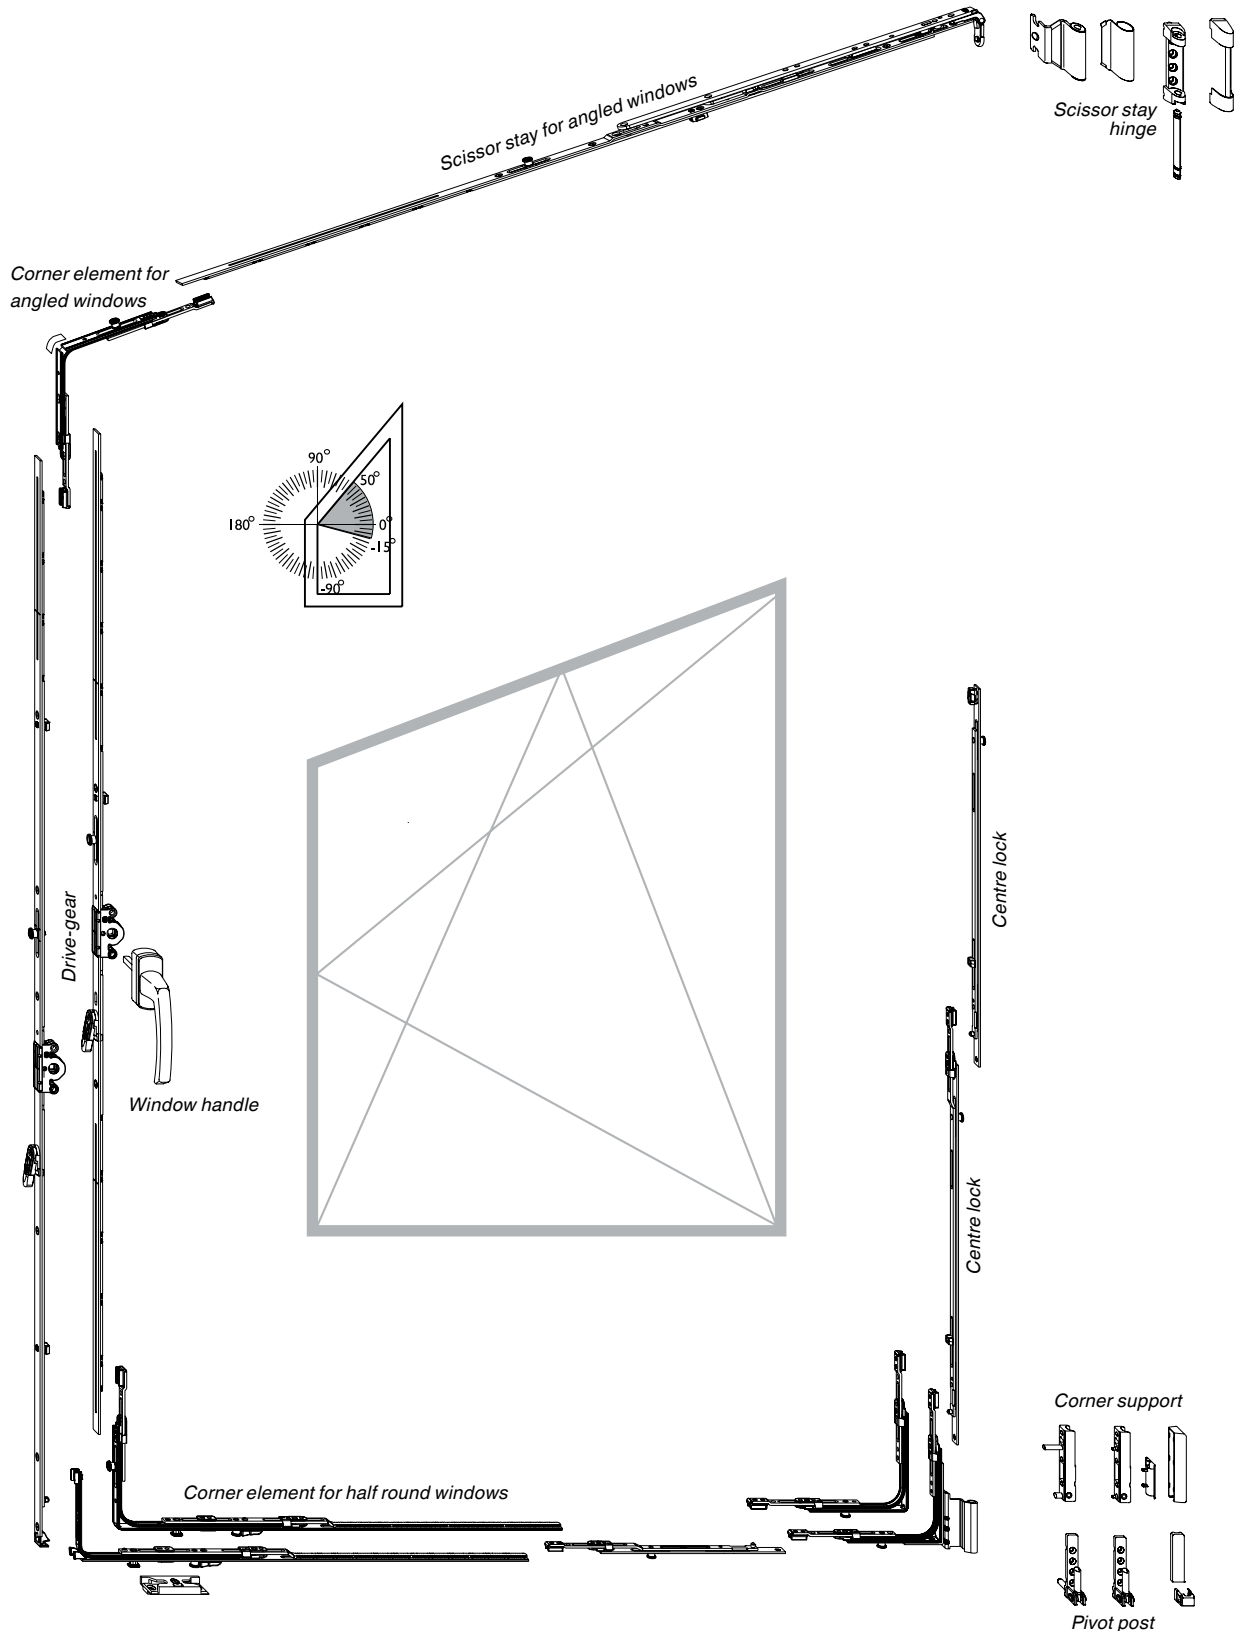 Scissor stay for angled windows
Scissor stay
hinge
Corner element for
angled windows
90°
50°
180°
0°
-15°
-90°
Drive-gear
Centre lock
Window handle
Centre lock
Corner support
Corner element for half round windows
Pivot post